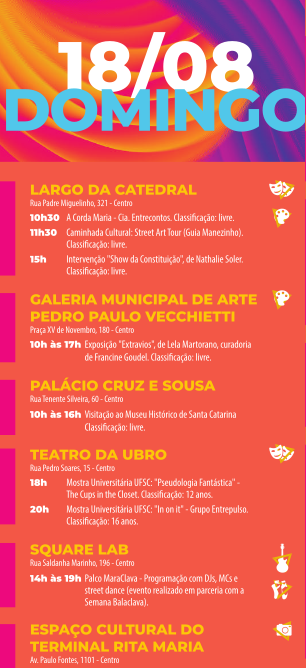 18/08
DOMINGO
LARGO DA CATEDRAL
Rua Padre Miguelinho, 321 - Centro
10h30 A Corda Maria - Cia. Entrecontos. Classificação: livre.
11h30 Caminhada Cultural: Street Art Tour (Guia Manezinho).
Classificação: livre.
15h Intervenção "Show da Constituição", de Nathalie Soler.
Classificação: livre.
GALERIA MUNICIPAL DE ARTE
PEDRO PAULO VECCHIETTI
Praça XV de Novembro, 180 - Centro
10h às 17h Exposição "Extravios", de Lela Martorano, curadoria
de Francine Goudel. Classificação: livre.
PALÁCIO CRUZ E SOUSA
Rua Tenente Silveira, 60 - Centro
10h às 16h Visitação ao Museu Histórico de Santa Catarina
Classificação: livre.
TEATRO DA UBRO
Rua Pedro Soares, 15 - Centro
18h Mostra Universitária UFSC: "Pseudologia Fantástica" -
The Cups in the Closet. Classificação: 12 anos.
20h Mostra Universitária UFSC: "In on it" - Grupo Entrepulso.
Classificação: 16 anos.
SQUARE LAB
Rua Saldanha Marinho, 196 - Centro
14h às 19h Palco MaraClava - Programação com DJs, MCs e
street dance (evento realizado em parceria com a
Semana Balaclava).
ESPAÇO CULTURAL DO
TERMINAL RITA MARIA
Av. Paulo Fontes, 1101 - Centro